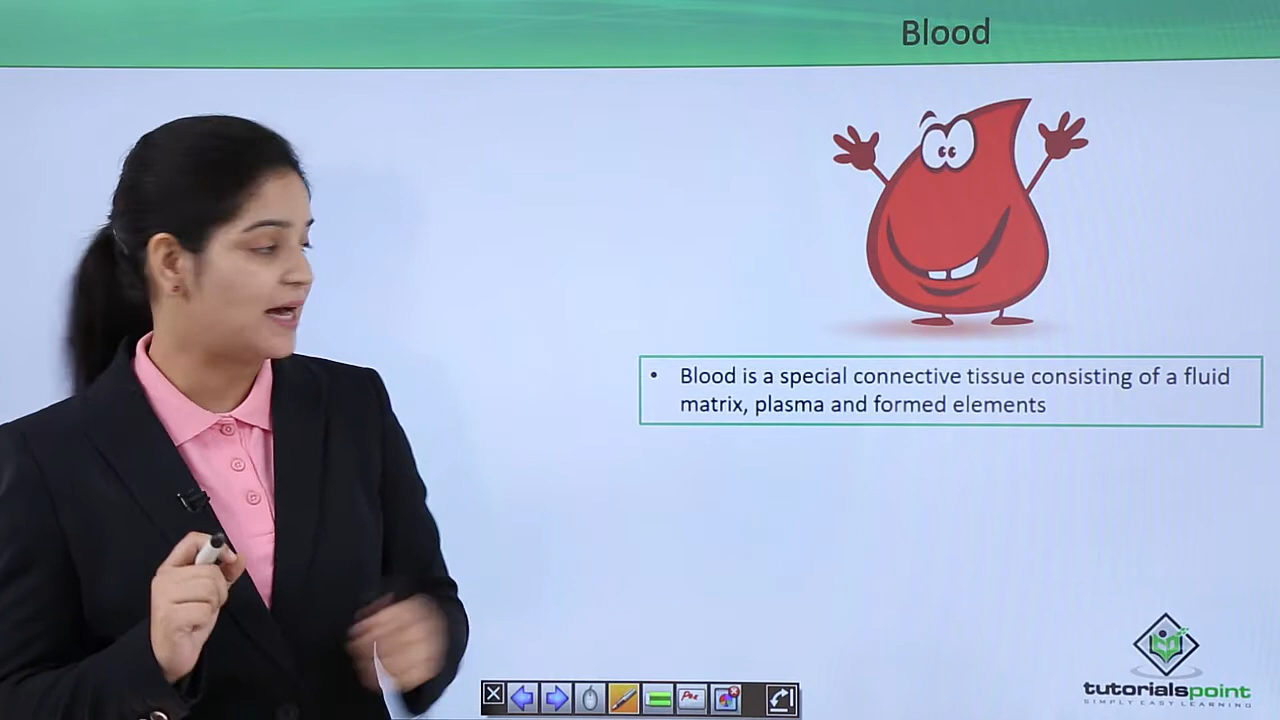 Blood
• Blood is a special connective tissue consisting of a fluid
matrix, plasma and formed elements
tutorialspoint
SIMPLY EASY LEARNING